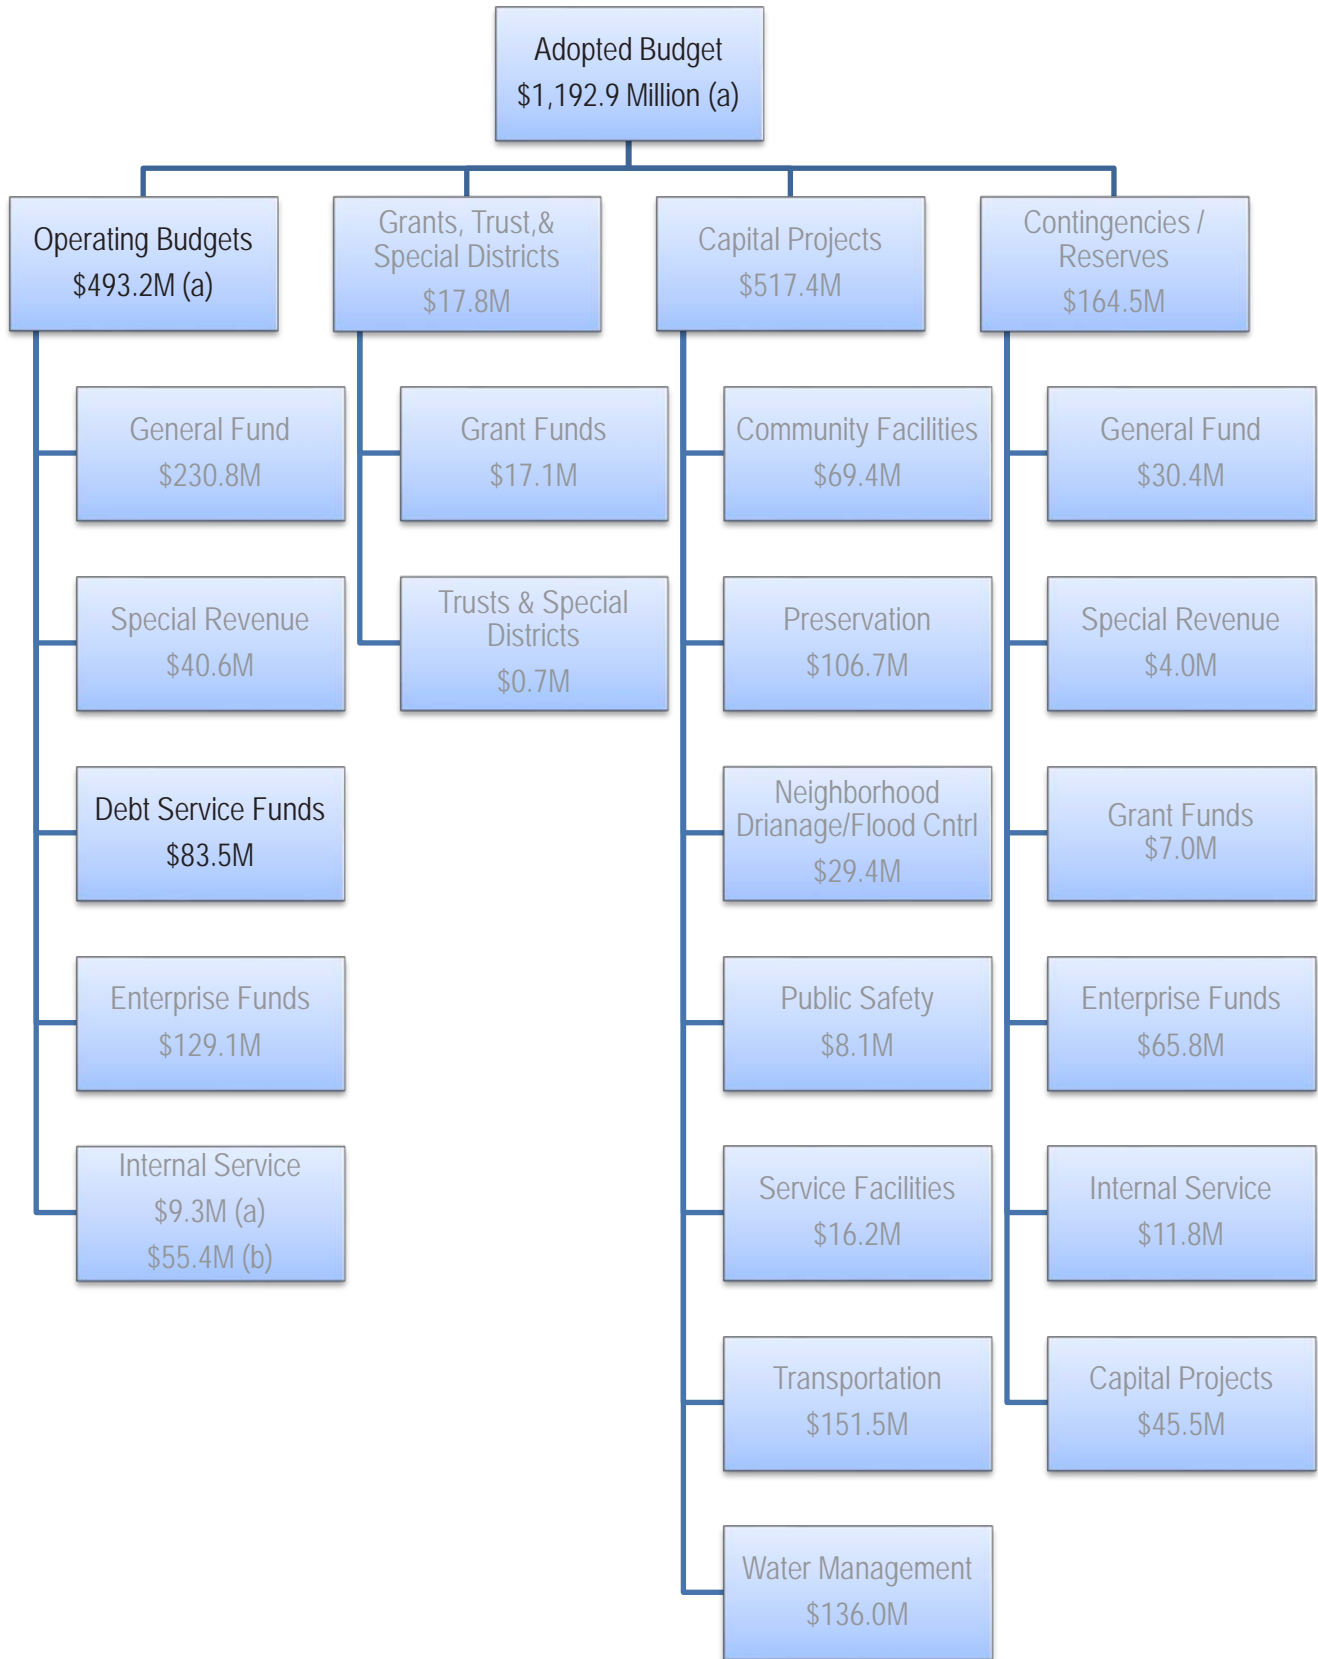 Adopted Budget
$1,192.9 Million (a)
Operating Budgets
$493.2M (a)
Grants, Trust,&
Special Districts
$17.8M
Capital Projects
$517.4M
Contingencies /
Reserves
$164.5M
General Fund
$230.8M
Special Revenue
$40.6M
Debt Service Funds
$83.5M
Enterprise Funds
$129.1M
Internal Service
$9.3M (a)
$55.4M (b)
Grant Funds
$17.1M
Trusts & Special
Districts
$0.7M
Community Facilities
$69.4M
Preservation
$106.7M
Neighborhood
Drianage/Flood Cntrl
$29.4M
Public Safety
$8.1M
Service Facilities
$16.2M
Transportation
$151.5M
Water Management
$136.0M
General Fund
$30.4M
Special Revenue
$4.0M
Grant Funds
$7.0M
Enterprise Funds
$65.8M
Internal Service
$11.8M
Capital Projects
$45.5M